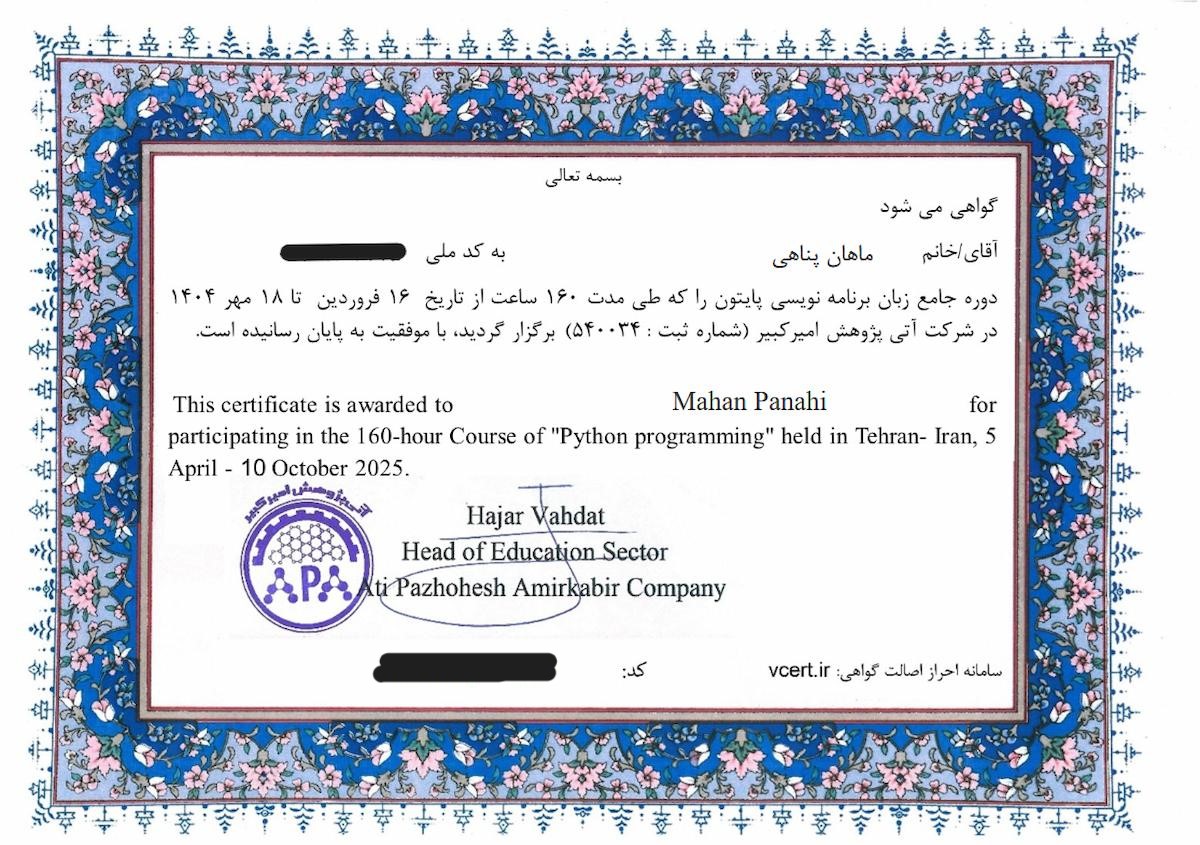 بسمه تعالی
گواهی می شود
آقای/خانم ماهان پناهی به کد ملی
دوره جامع زبان برنامه نویسی پایتون را که طی مدت ۱۶۰ ساعت از تاریخ ۱۶ فروردین تا ۱۸ مهر ۱۴۰۴
در شرکت آتی پژوهش امیرکبیر (شماره ثبت : ۵۴۰۰۳۴) برگزار گردید، با موفقیت به پایان رسانیده است.
This certificate is awarded to Mahan Panahi for
participating in the 160-hour Course of "Python programming" held in Tehran- Iran, 5
April - 10 October 2025.
آتی پژوهش امیرکبیر
APA
Hajar Vahdat
Head of Education Sector
Ati Pazhohesh Amirkabir Company
سامانه احراز اصالت گواهی: vcert.ir کد: